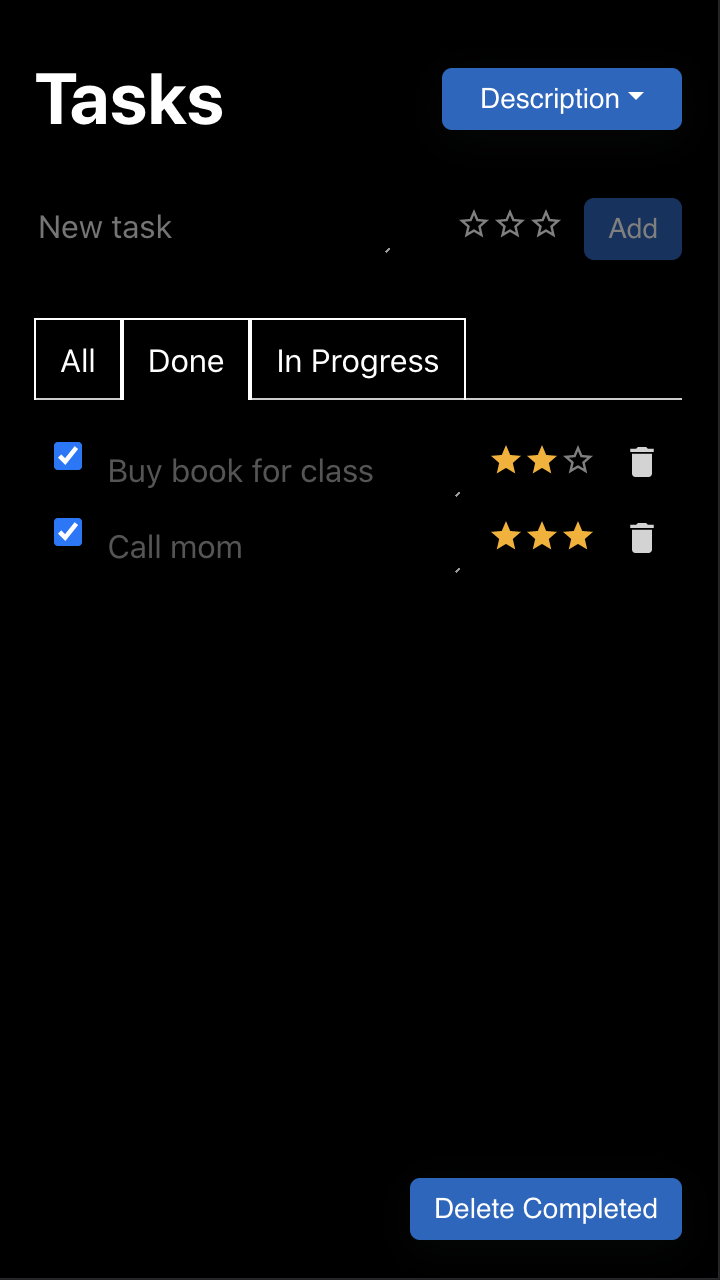 Tasks
Description
New task
Add
All
Done
In Progress
Buy book for class
Call mom
Delete Completed